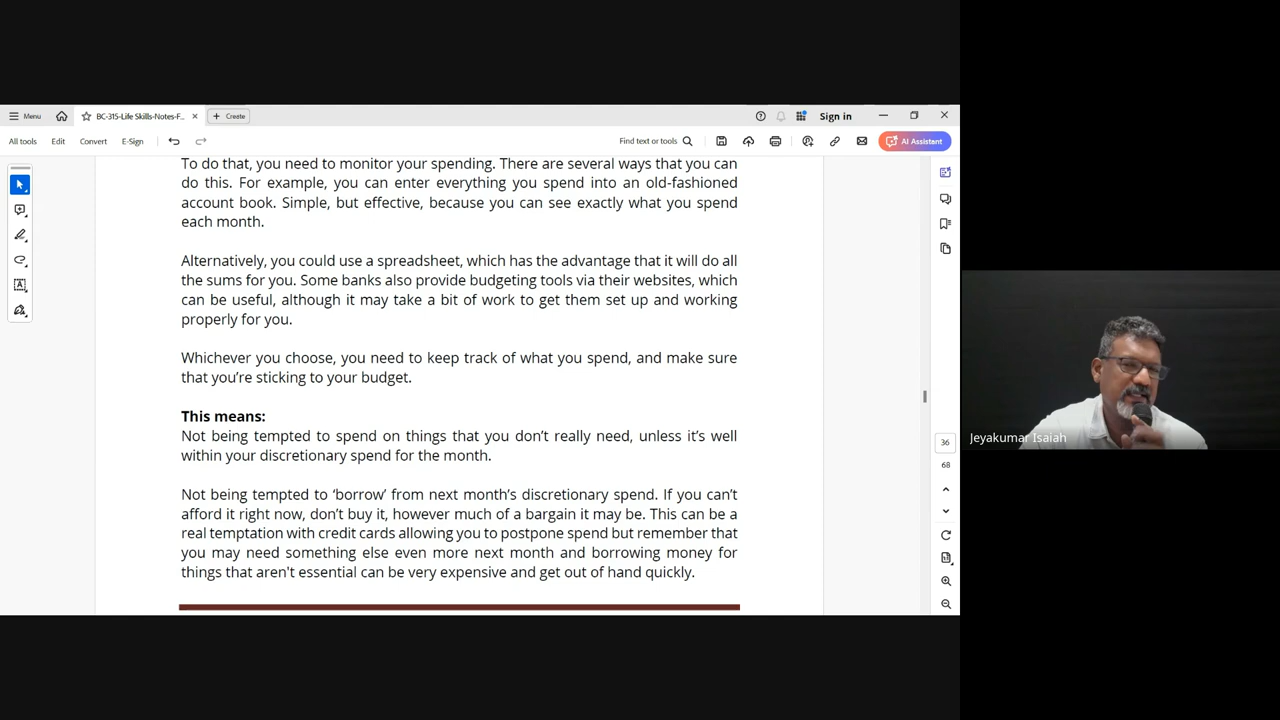 Menu
BC-315-Life Skills-Notes-F...
Create
Sign in
All tools
Edit
Convert
E-Sign
Find text or tools
AI Assistant
To do that, you need to monitor your spending. There are several ways that you can
do this. For example, you can enter everything you spend into an old-fashioned
account book. Simple, but effective, because you can see exactly what you spend
each month.
Alternatively, you could use a spreadsheet, which has the advantage that it will do all
the sums for you. Some banks also provide budgeting tools via their websites, which
can be useful, although it may take a bit of work to get them set up and working
properly for you.
Whichever you choose, you need to keep track of what you spend, and make sure
that you’re sticking to your budget.
This means:
Not being tempted to spend on things that you don’t really need, unless it’s well
within your discretionary spend for the month.
Not being tempted to ‘borrow’ from next month’s discretionary spend. If you can’t
afford it right now, don’t buy it, however much of a bargain it may be. This can be a
real temptation with credit cards allowing you to postpone spend but remember that
you may need something else even more next month and borrowing money for
things that aren't essential can be very expensive and get out of hand quickly.
36
68
Jeyakumar Isaiah